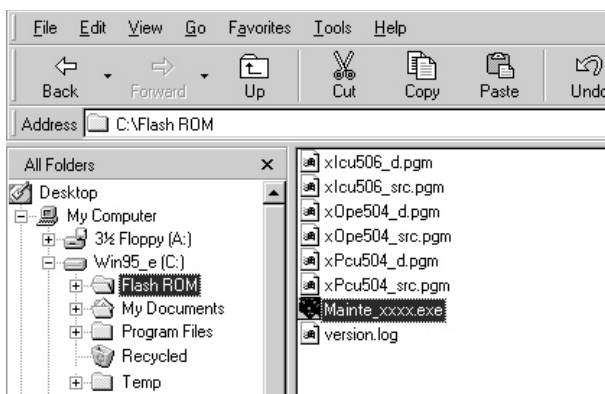 File Edit View Go Favorites Tools Help
Back Forward Up Cut Copy Paste Undo
Address C:\Flash ROM
All Folders
Desktop
My Computer
3½ Floppy (A:)
Win95_e (C:)
Flash ROM
My Documents
Program Files
Recycled
Temp
xIcu506_d.pgm
xIcu506_src.pgm
xOpe504_d.pgm
xOpe504_src.pgm
xPcu504_d.pgm
xPcu504_src.pgm
Mainte_xxxx.exe
version.log